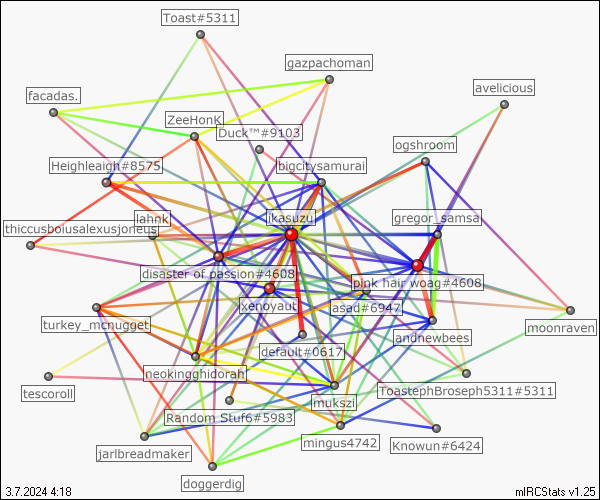 Toast#5311
gazpachoman
avelicious
facadas.
ZeeHonK
Duck™#9103
ogshroom
Heighleaigh#8575
bigcitysamurai
lahnk
ikasuzu
gregor_samsa
thiccusboiusalexusjorneus
disaster of passion#4608
pink hair woag#4608
xenoyaut
asad#6947
turkey_mcnugget
andnewbees
moonraven
default#0617
neokingghidorah
ToastephBroseph5311#5311
tescoroll
mukszi
Random Stuf6#5983
mingus4742
Knowun#6424
jarlbreadmaker
doggerdig
3.7.2024 4:18
mIRCStats v1.25